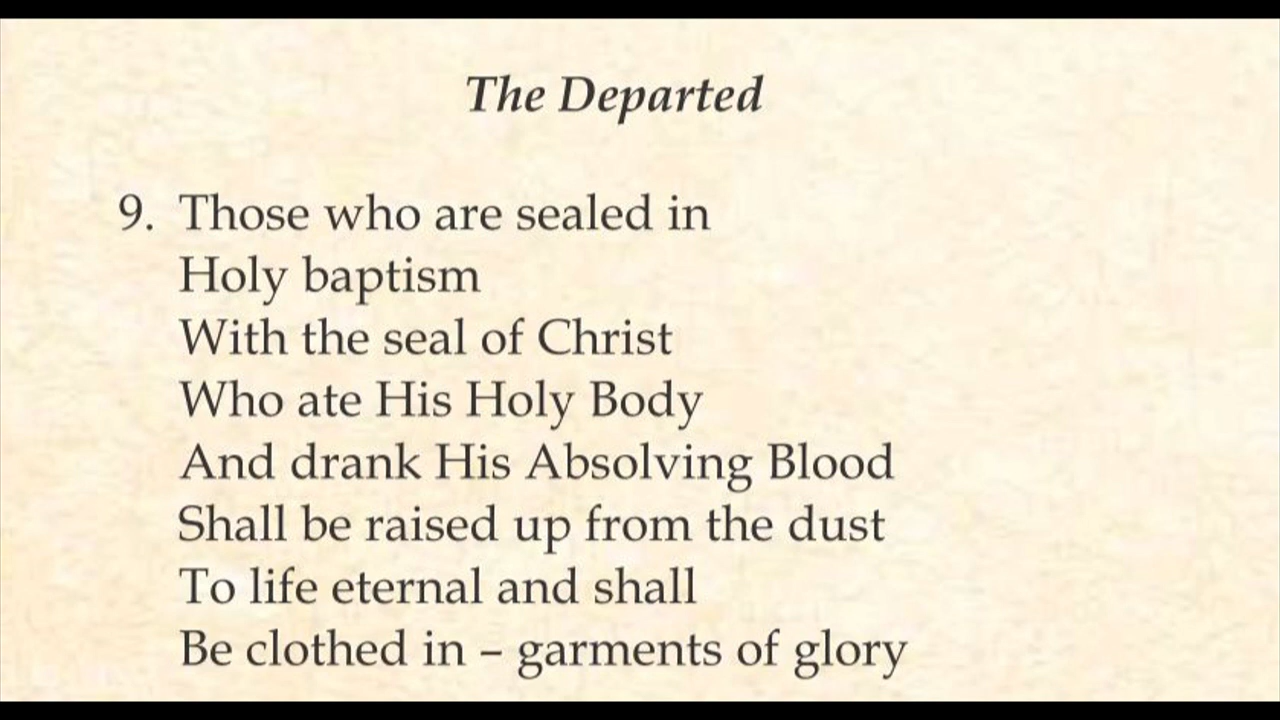 The Departed
9. Those who are sealed in
Holy baptism
With the seal of Christ
Who ate His Holy Body
And drank His Absolving Blood
Shall be raised up from the dust
To life eternal and shall
Be clothed in – garments of glory